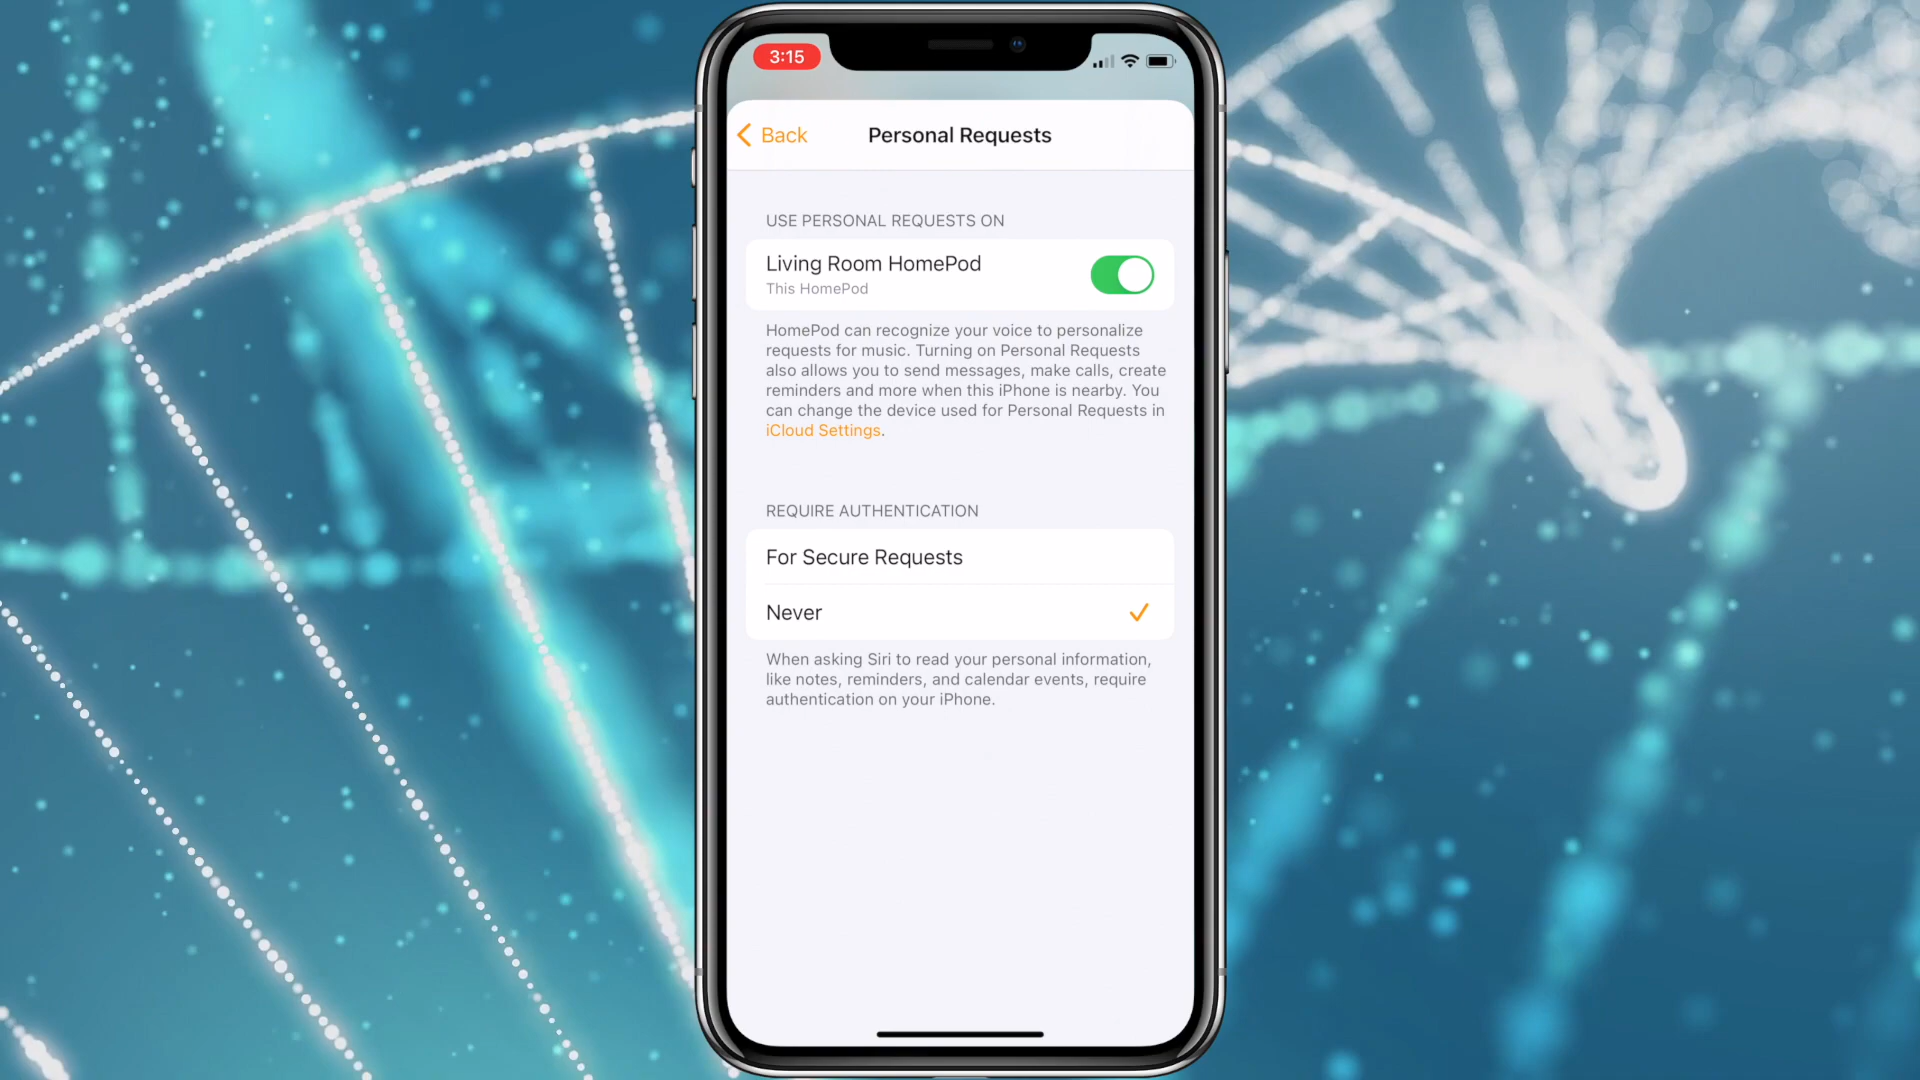 3:15
Back
Personal Requests
USE PERSONAL REQUESTS ON
Living Room HomePod
This HomePod
HomePod can recognize your voice to personalize
requests for music. Turning on Personal Requests
also allows you to send messages, make calls, create
reminders and more when this iPhone is nearby. You
can change the device used for Personal Requests in
iCloud Settings.
REQUIRE AUTHENTICATION
For Secure Requests
Never
When asking Siri to read your personal information,
like notes, reminders, and calendar events, require
authentication on your iPhone.